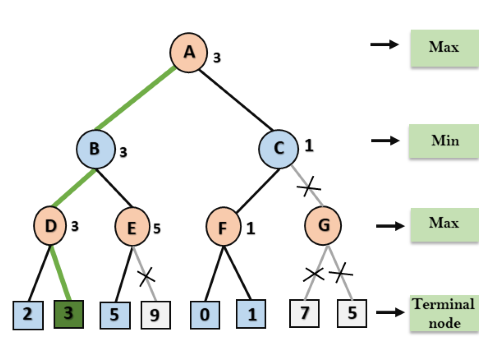 A 3 Max
B 3 C 1 Min
D 3 E 5 F 1 G Max
2 3 5 9 0 1 7 5 Terminal
node